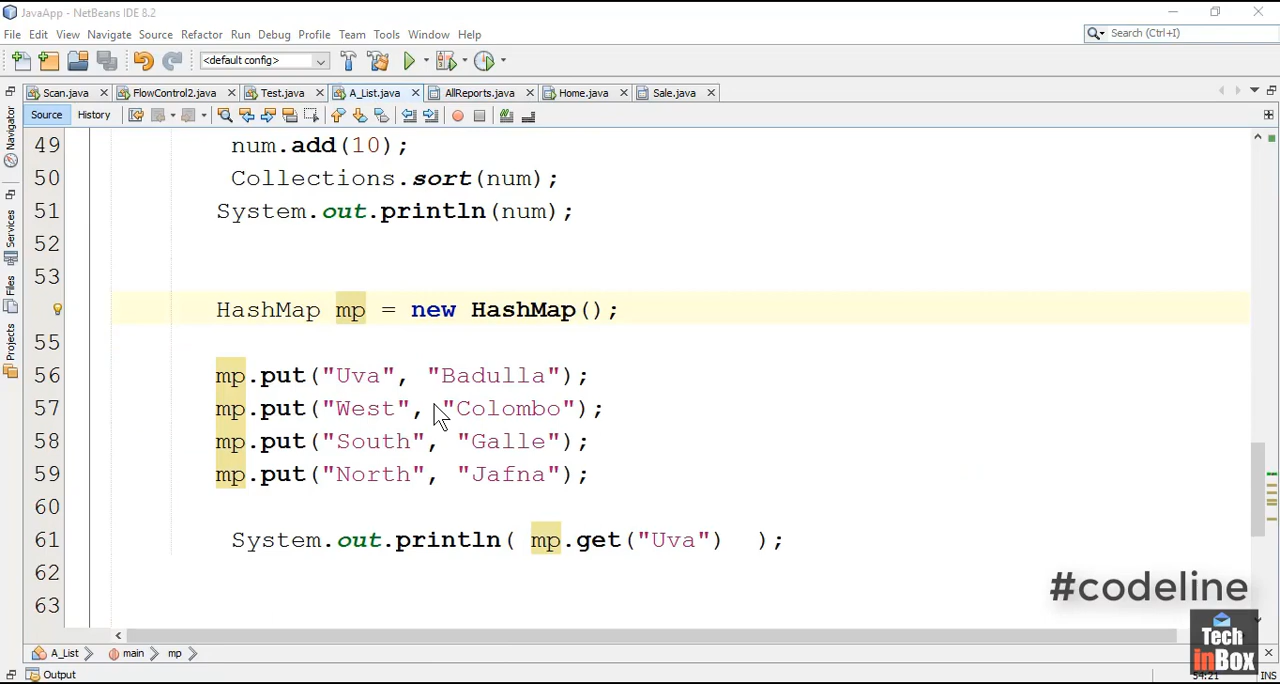 JavaApp - NetBeans IDE 8.2
File Edit View Navigate Source Refactor Run Debug Profile Team Tools Window Help
Search (Ctrl+I)
<default config>
Scan.java FlowControl2.java Test.java A_List.java AllReports.java Home.java Sale.java
Source History
Navigator
Services
Files
Projects
49 num.add(10);
50 Collections.sort(num);
51 System.out.println(num);
52
53
HashMap mp = new HashMap();
55
56 mp.put("Uva", "Badulla");
57 mp.put("West", "Colombo");
58 mp.put("South", "Galle");
59 mp.put("North", "Jafna");
60
61 System.out.println( mp.get("Uva") );
62
63
#codeline
Tech
inBox
A_List main mp
Output
54:21 INS